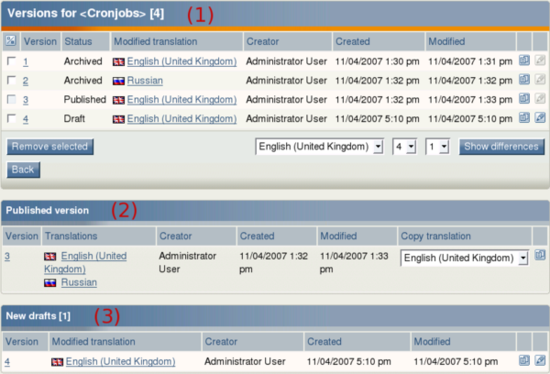 Versions for <Cronjobs> [4] (1)
Version Status Modified translation Creator Created Modified
1 Archived English (United Kingdom) Administrator User 11/04/2007 1:30 pm 11/04/2007 1:31 pm
2 Archived Russian Administrator User 11/04/2007 1:32 pm 11/04/2007 1:32 pm
3 Published English (United Kingdom) Administrator User 11/04/2007 1:32 pm 11/04/2007 1:33 pm
4 Draft English (United Kingdom) Administrator User 11/04/2007 5:10 pm 11/04/2007 5:10 pm
Remove selected English (United Kingdom) 4 1 Show differences
Back
Published version (2)
Version Translations Creator Created Modified Copy translation
3 English (United Administrator 11/04/2007 1:32 11/04/2007 1:33 English (United Kingdom)
Kingdom) User pm pm
Russian
New drafts [1] (3)
Version Modified translation Creator Created Modified
4 English (United Kingdom) Administrator User 11/04/2007 5:10 pm 11/04/2007 5:10 pm